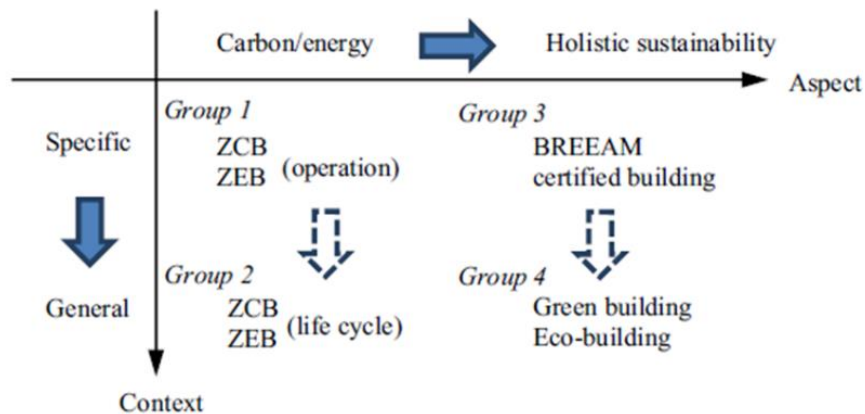 Carbon/energy
Holistic sustainability
Aspect
Group 1
Group 3
Specific
ZCB
ZEB
(operation)
BREEAM
certified building
Group 2
Group 4
General
ZCB
ZEB
(life cycle)
Green building
Eco-building
Context